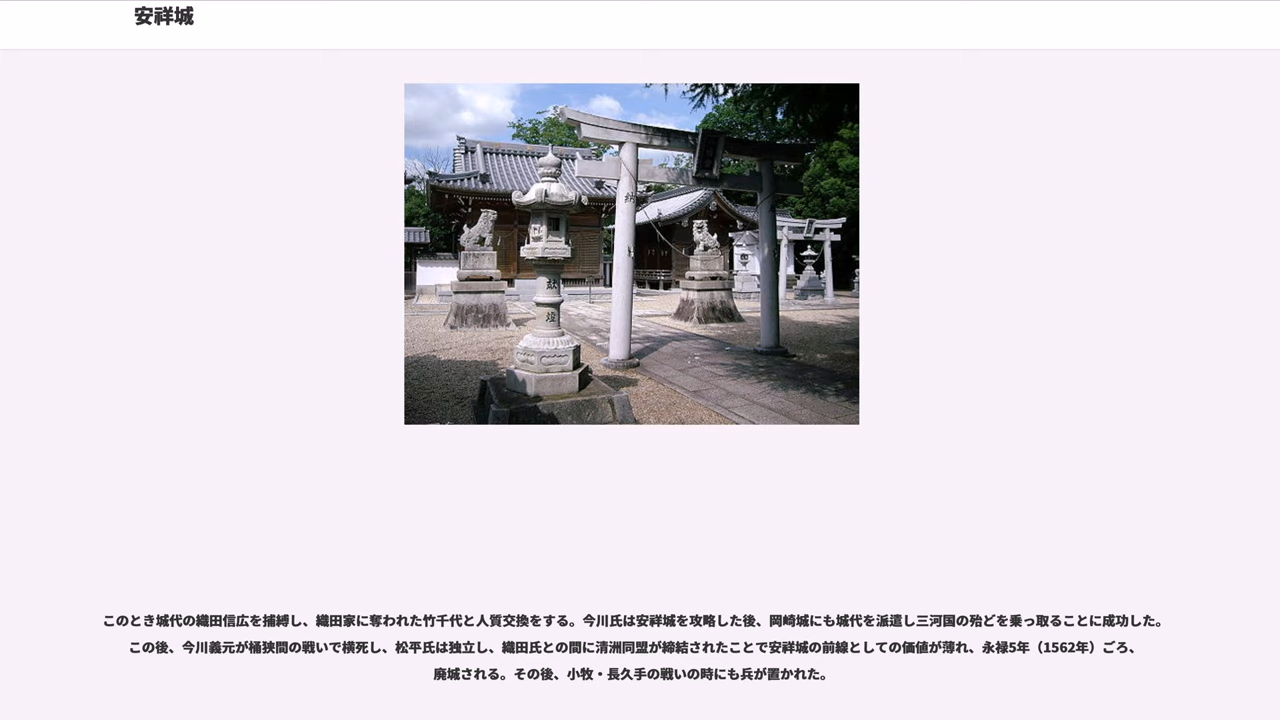 安祥城
納
献
燈
このとき城代の織田信広を捕縛し、織田家に奪われた竹千代と人質交換をする。今川氏は安祥城を攻略した後、岡崎城にも城代を派遣し三河国の殆どを乗っ取ることに成功した。
この後、今川義元が桶狭間の戦いで横死し、松平氏は独立し、織田氏との間に清洲同盟が締結されたことで安祥城の前線としての価値が薄れ、永禄5年（1562年）ごろ、
廃城される。その後、小牧・長久手の戦いの時にも兵が置かれた。